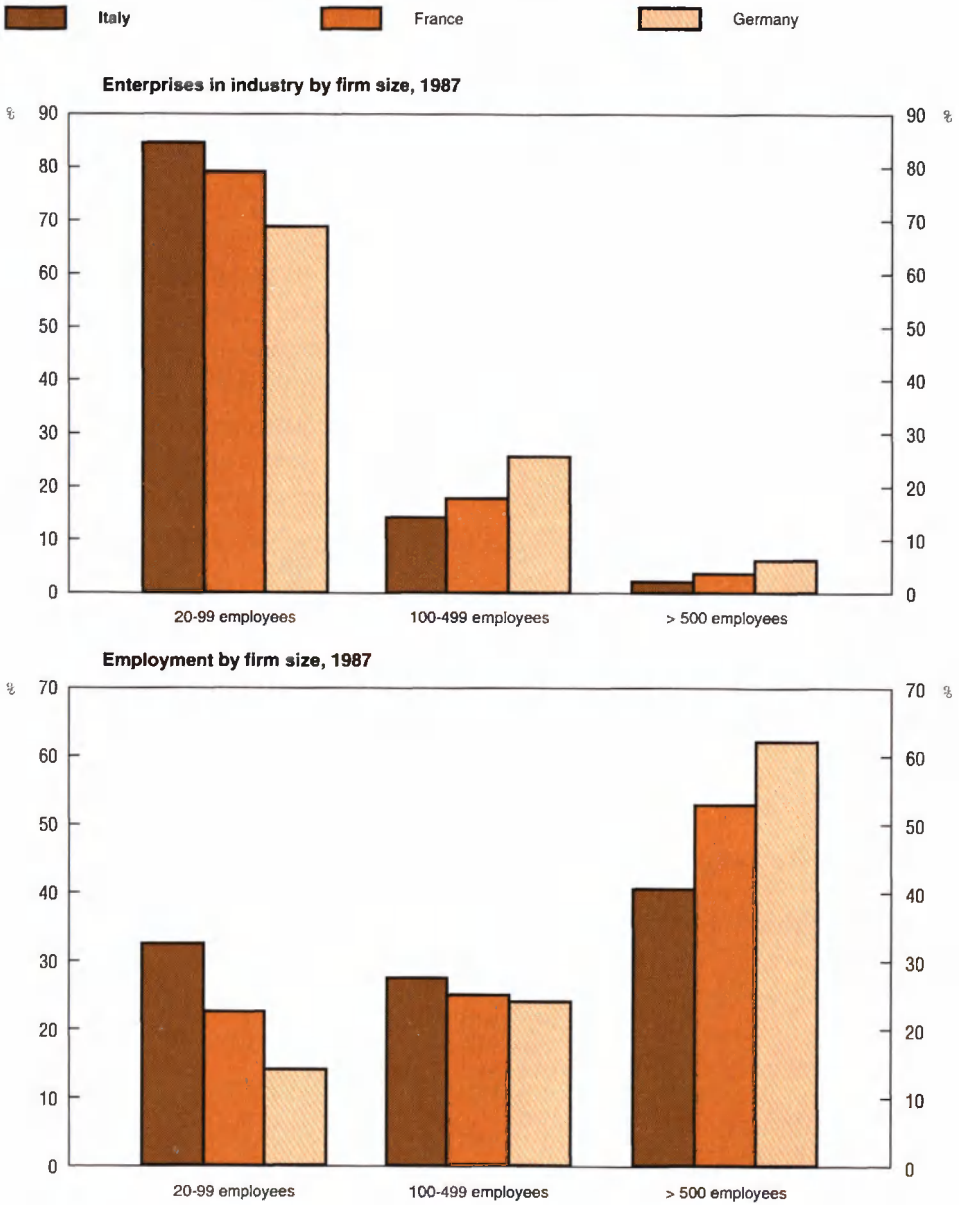 Italy France Germany
Enterprises in industry by firm size, 1987
% 90 90 %
80 80
70 70
60 60
50 50
40 40
30 30
20 20
10 10
0 0
20-99 employees 100-499 employees > 500 employees
Employment by firm size, 1987
% 70 70 %
60 60
50 50
40 40
30 30
20 20
10 10
0 0
20-99 employees 100-499 employees > 500 employees